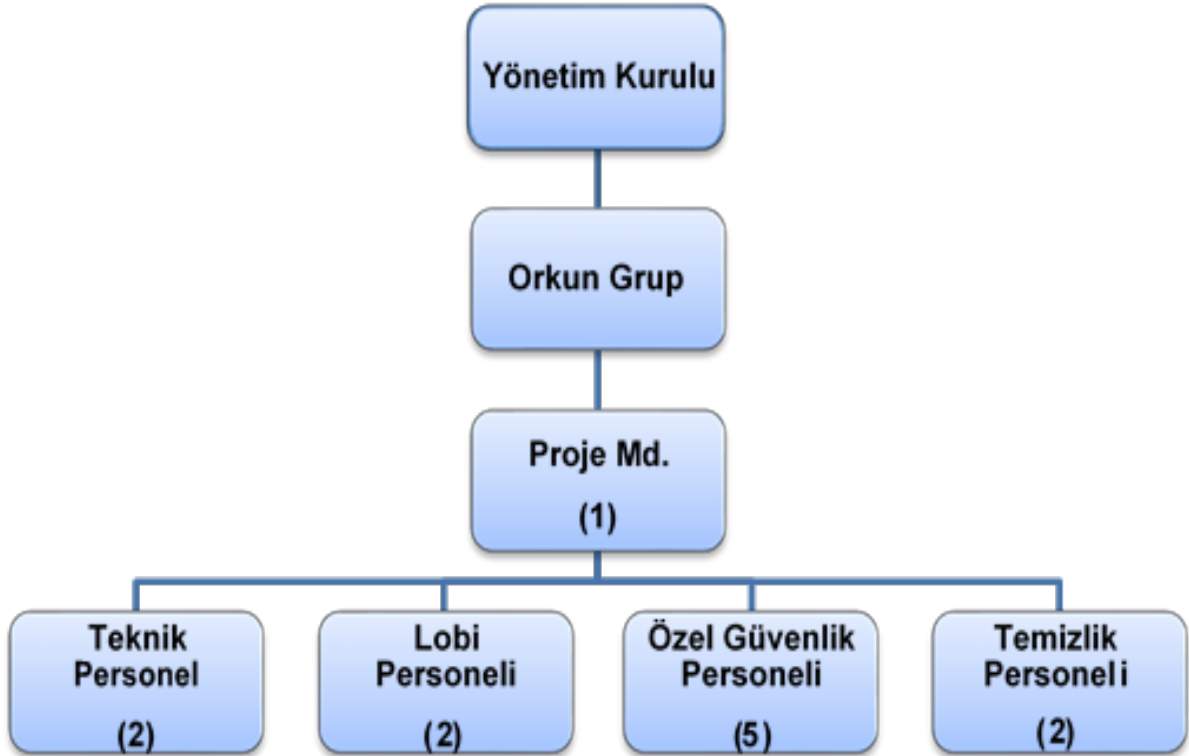 Yönetim Kurulu
Orkun Grup
Proje Md.
(1)
Teknik
Personel
(2)
Lobi
Personeli
(2)
Özel Güvenlik
Personeli
(5)
Temizlik
Personeli
(2)